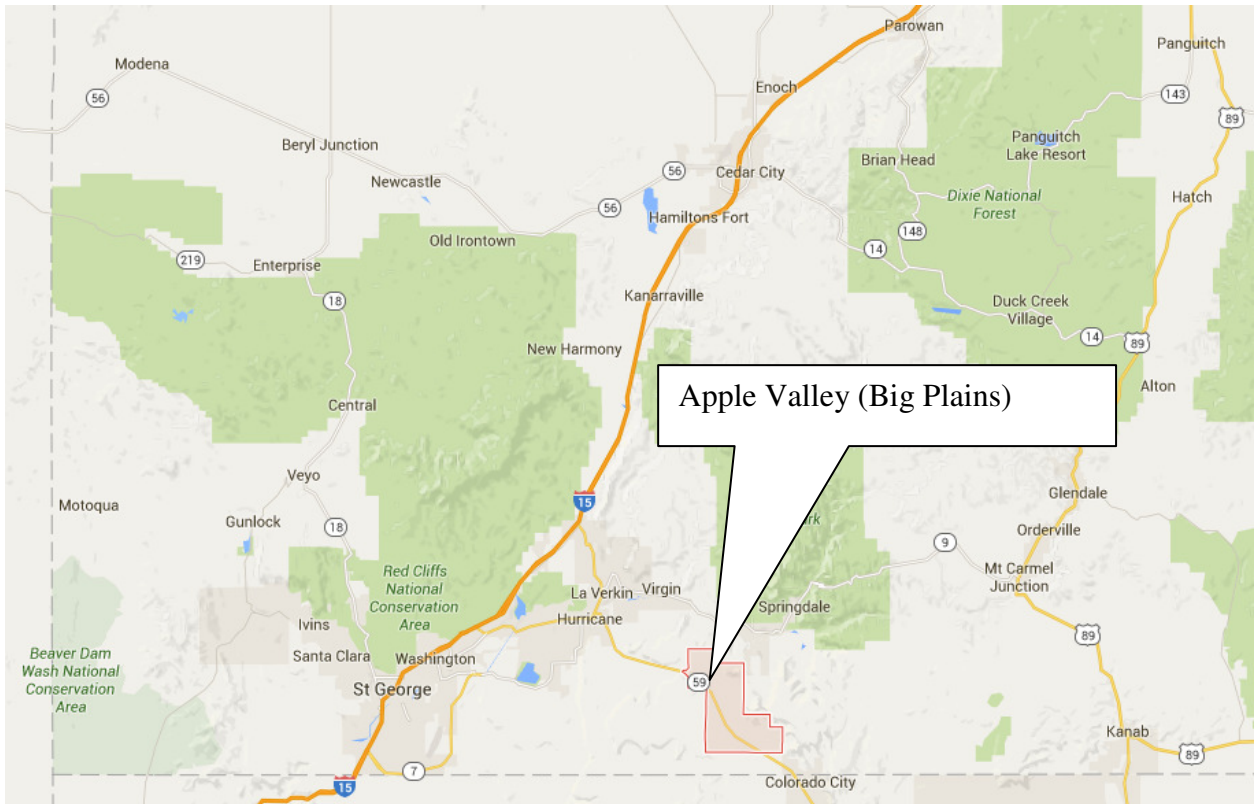 Parowan
Panguitch
Modena
56
Enoch
143
89
Beryl Junction
Panguitch
Lake Resort
Brian Head
Newcastle
56
Cedar City
Dixie National
Forest
Hatch
56
Hamiltons Fort
148
Old Irontown
14
219
Enterprise
18
Kanarraville
Duck Creek
Village
14
89
New Harmony
Alton
Apple Valley (Big Plains)
Central
Veyo
15
Glendale
Motoqua
Gunlock
18
rk
Orderville
9
Mt Carmel
Junction
Red Cliffs
National
Conservation
Area
La Verkin
Virgin
Springdale
Hurricane
Ivins
89
Beaver Dam
Wash National
Conservation
Area
Santa Clara
Washington
St George
59
Kanab
89
7
15
Colorado City